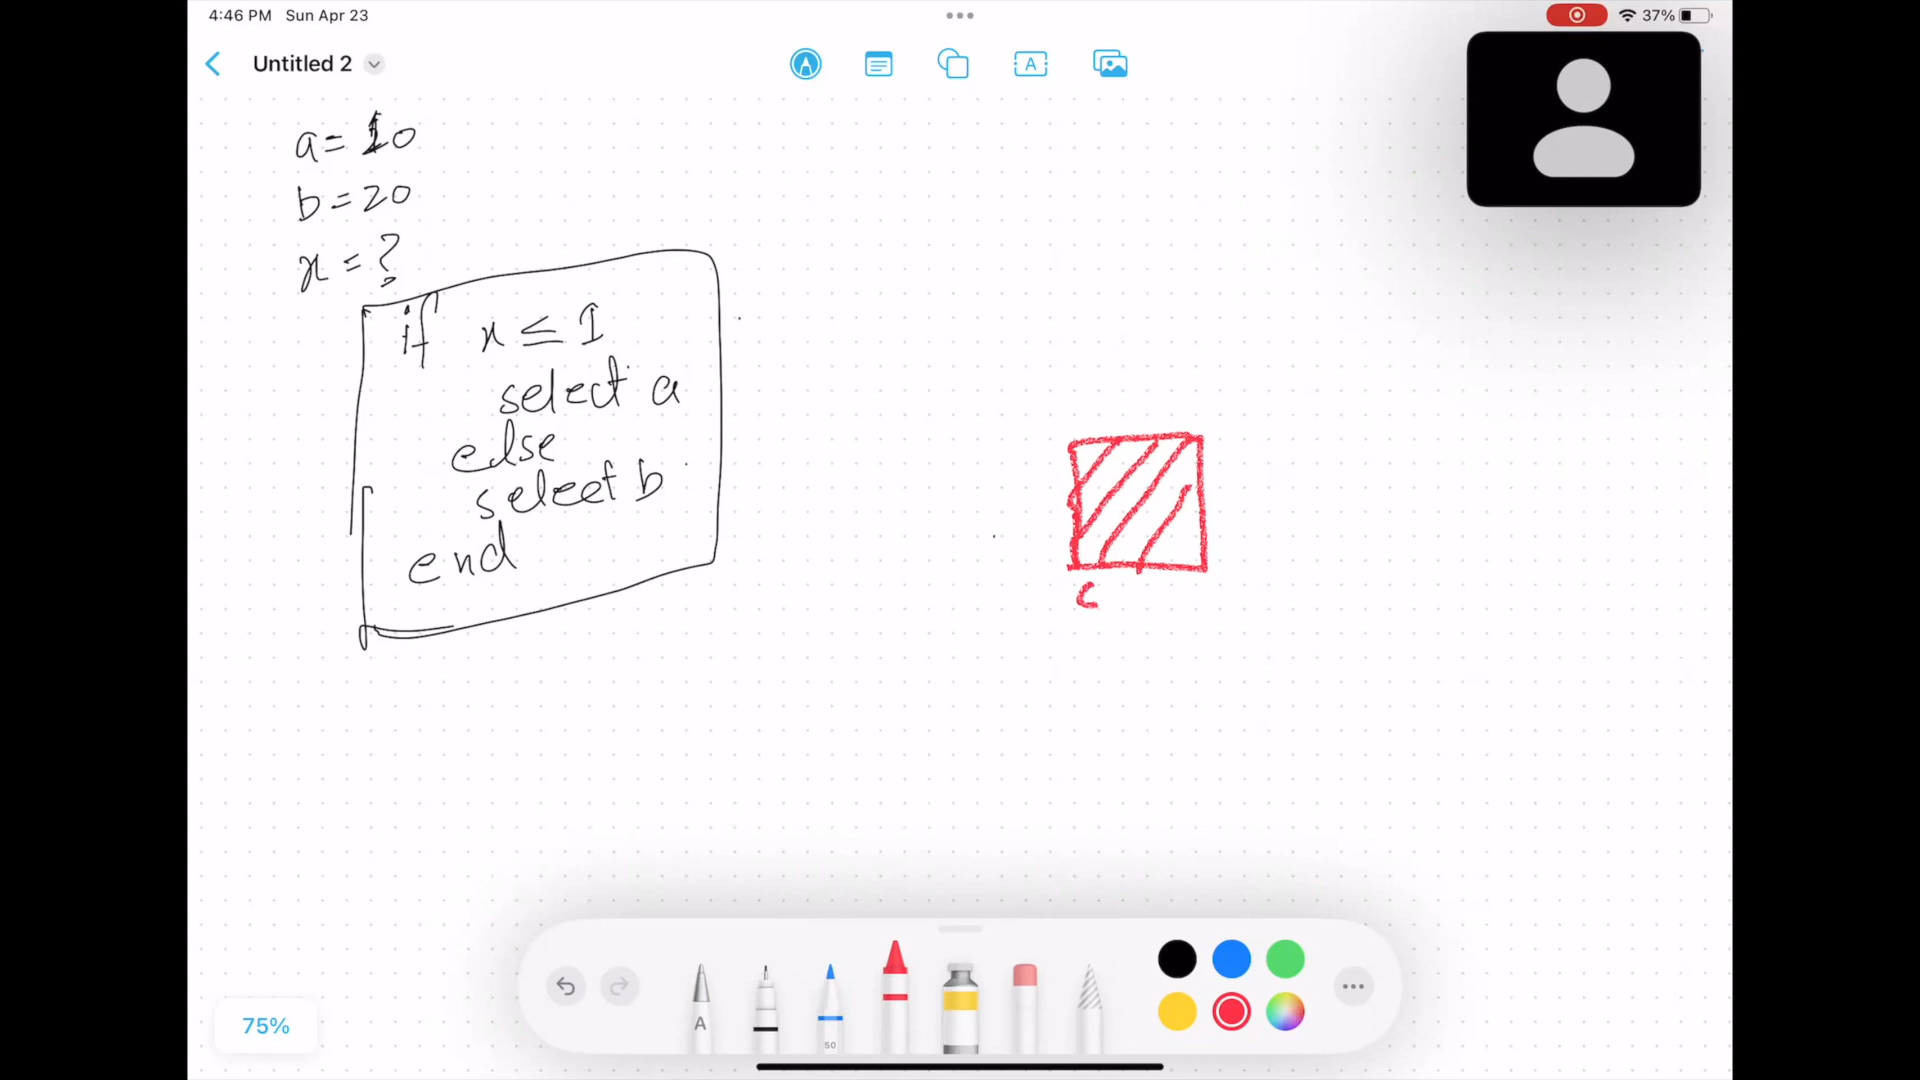 4:46 PM Sun Apr 23
37%
Untitled 2
A
a = 10
b = 20
x = ?
if x ≤ 1
select a
else
select b
end
c
A
50
75%